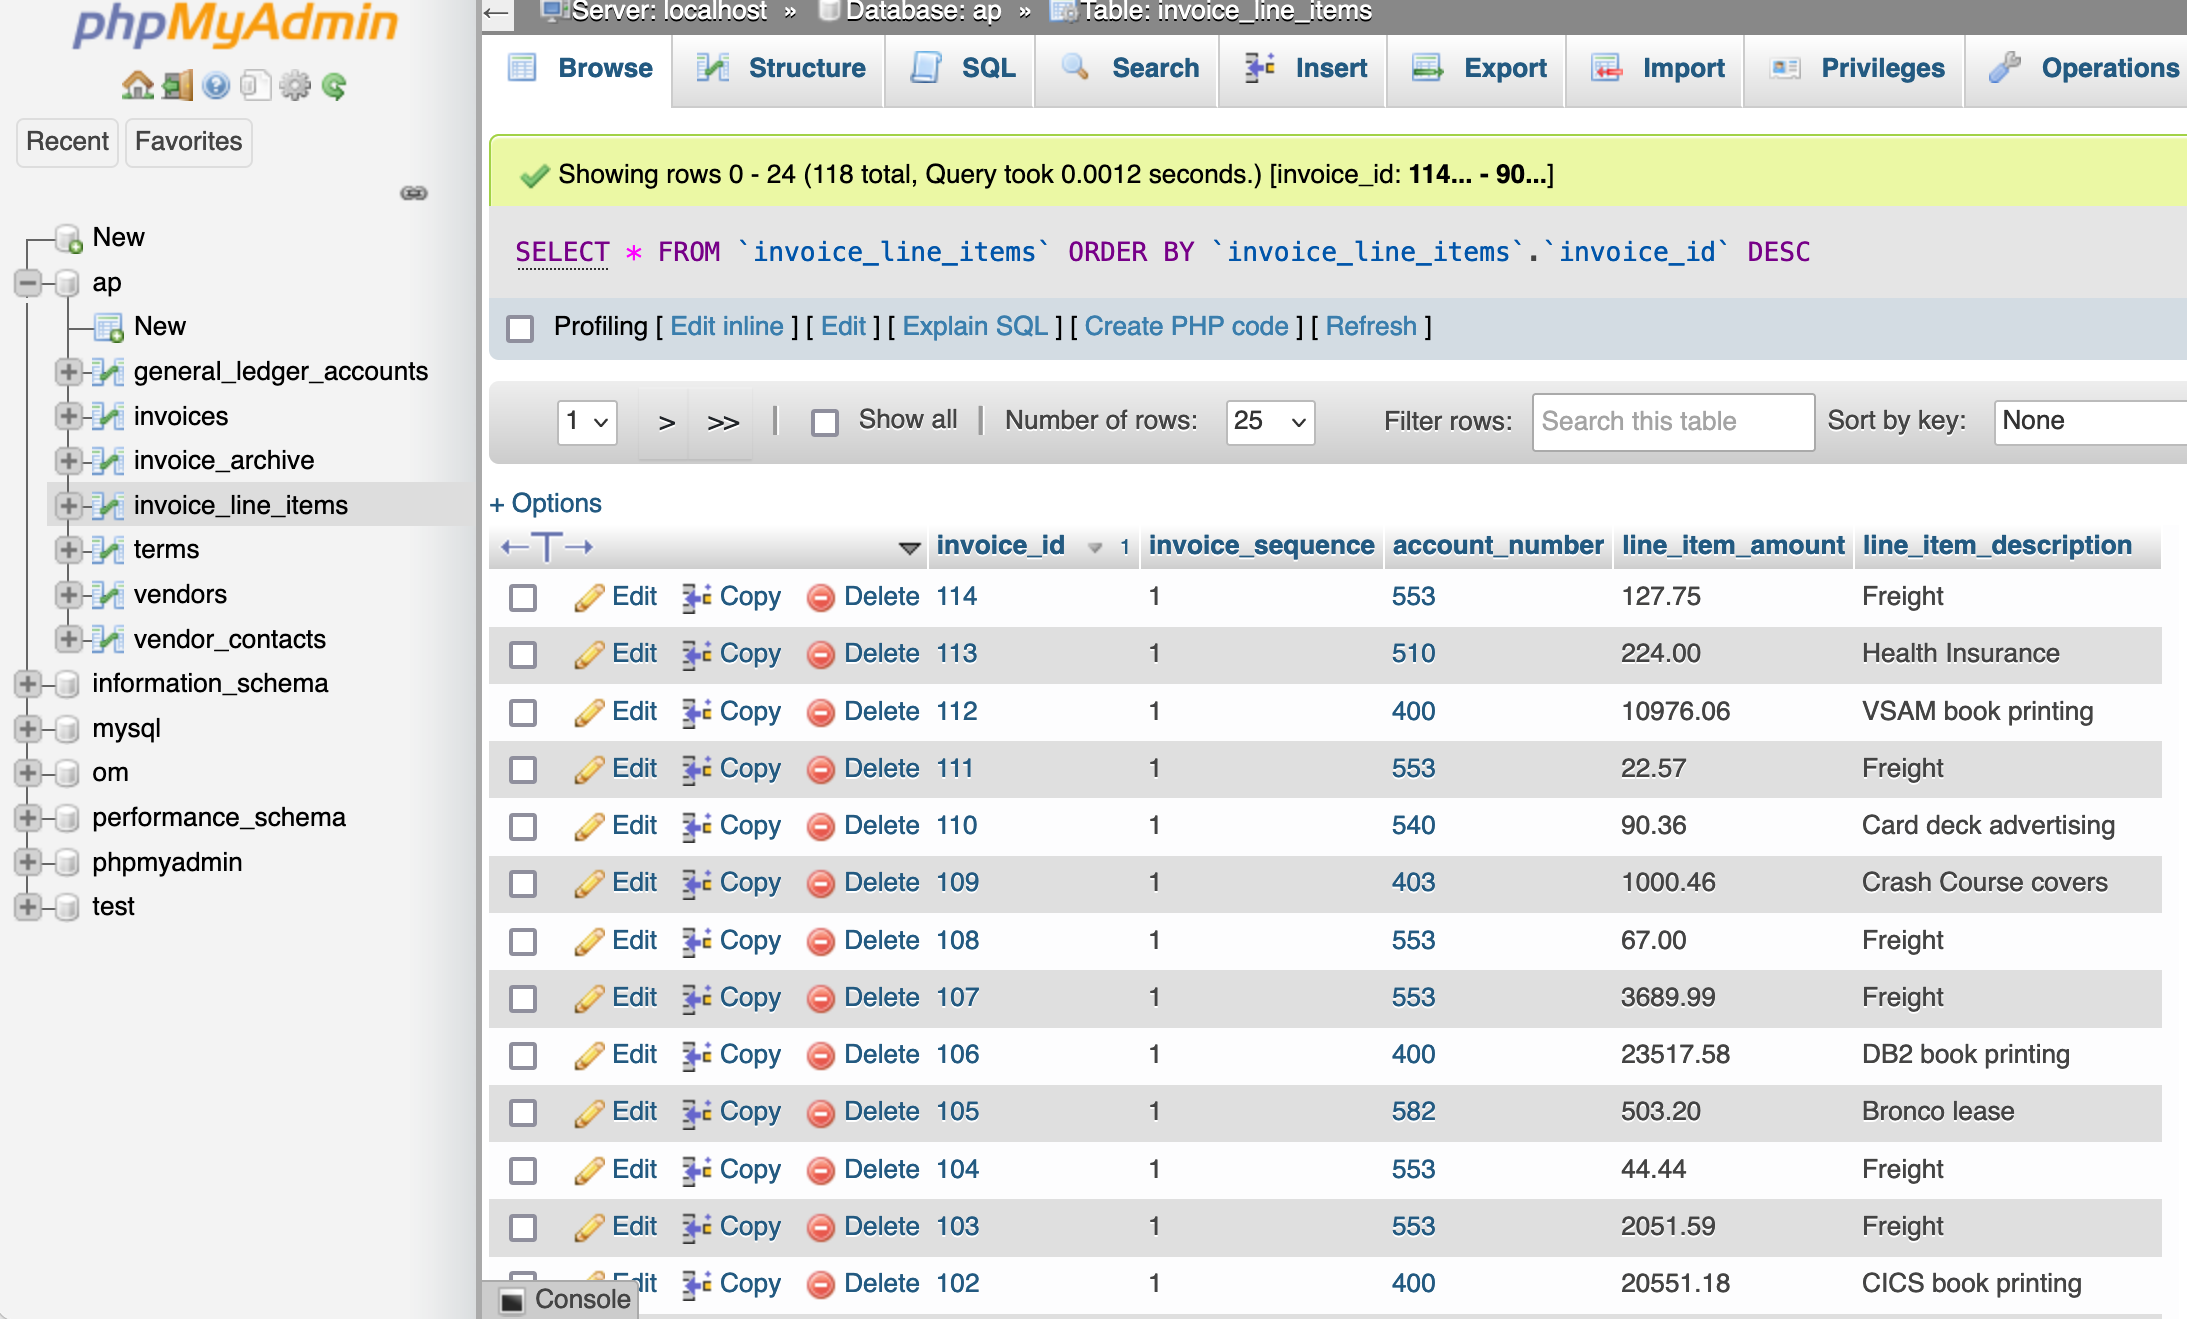 phpMyAdmin
Recent Favorites
New
ap
New
general_ledger_accounts
invoices
invoice_archive
invoice_line_items
terms
vendors
vendor_contacts
information_schema
mysql
om
performance_schema
phpmyadmin
test
Server: localhost » Database: ap » Table: invoice_line_items
Browse Structure SQL Search Insert Export Import Privileges Operations
Showing rows 0 - 24 (118 total, Query took 0.0012 seconds.) [invoice_id: 114... - 90...]
SELECT * FROM `invoice_line_items` ORDER BY `invoice_line_items`.`invoice_id` DESC
Profiling [ Edit inline ] [ Edit ] [ Explain SQL ] [ Create PHP code ] [ Refresh ]
1 > >> | Show all | Number of rows: 25 Filter rows: Search this table Sort by key: None
+ Options
←T→ invoice_id 1 invoice_sequence account_number line_item_amount line_item_description
Edit Copy Delete 114 1 553 127.75 Freight
Edit Copy Delete 113 1 510 224.00 Health Insurance
Edit Copy Delete 112 1 400 10976.06 VSAM book printing
Edit Copy Delete 111 1 553 22.57 Freight
Edit Copy Delete 110 1 540 90.36 Card deck advertising
Edit Copy Delete 109 1 403 1000.46 Crash Course covers
Edit Copy Delete 108 1 553 67.00 Freight
Edit Copy Delete 107 1 553 3689.99 Freight
Edit Copy Delete 106 1 400 23517.58 DB2 book printing
Edit Copy Delete 105 1 582 503.20 Bronco lease
Edit Copy Delete 104 1 553 44.44 Freight
Edit Copy Delete 103 1 553 2051.59 Freight
Edit Copy Delete 102 1 400 20551.18 CICS book printing
Console